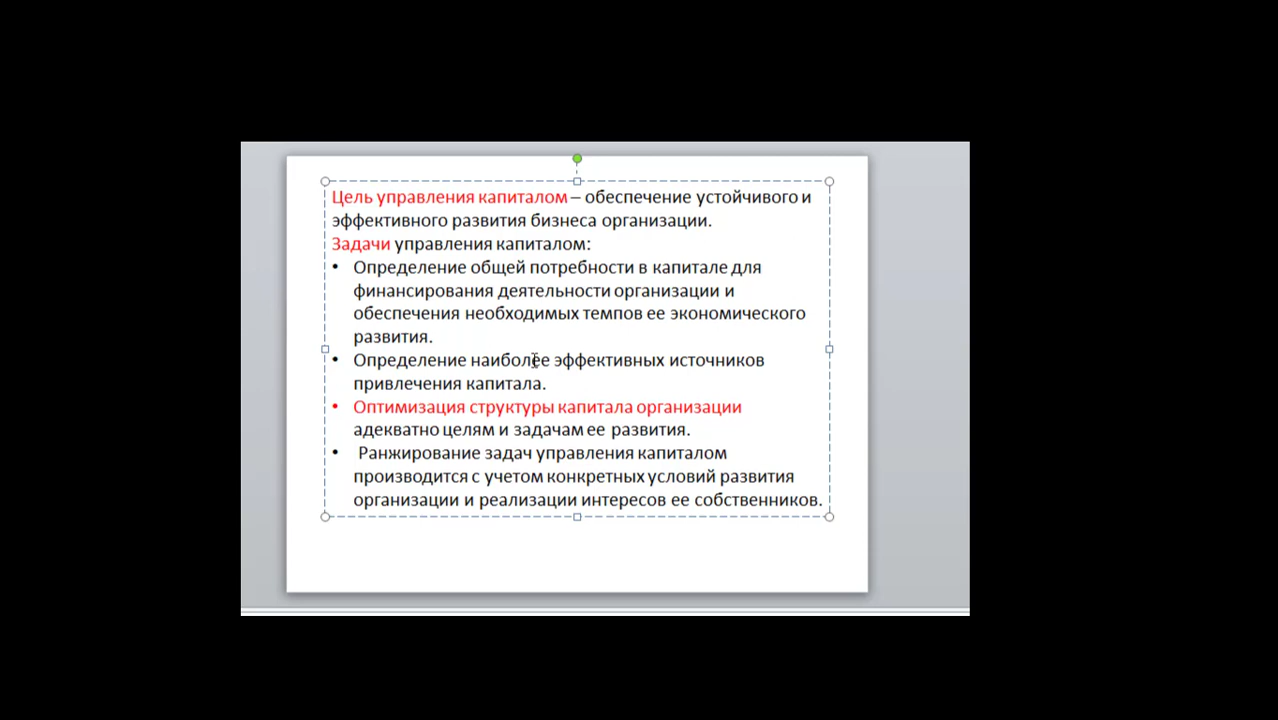 Цель управления капиталом – обеспечение устойчивого и
эффективного развития бизнеса организации.
Задачи управления капиталом:
• Определение общей потребности в капитале для
финансирования деятельности организации и
обеспечения необходимых темпов ее экономического
развития.
• Определение наиболее эффективных источников
привлечения капитала.
• Оптимизация структуры капитала организации
адекватно целям и задачам ее развития.
• Ранжирование задач управления капиталом
производится с учетом конкретных условий развития
организации и реализации интересов ее собственников.